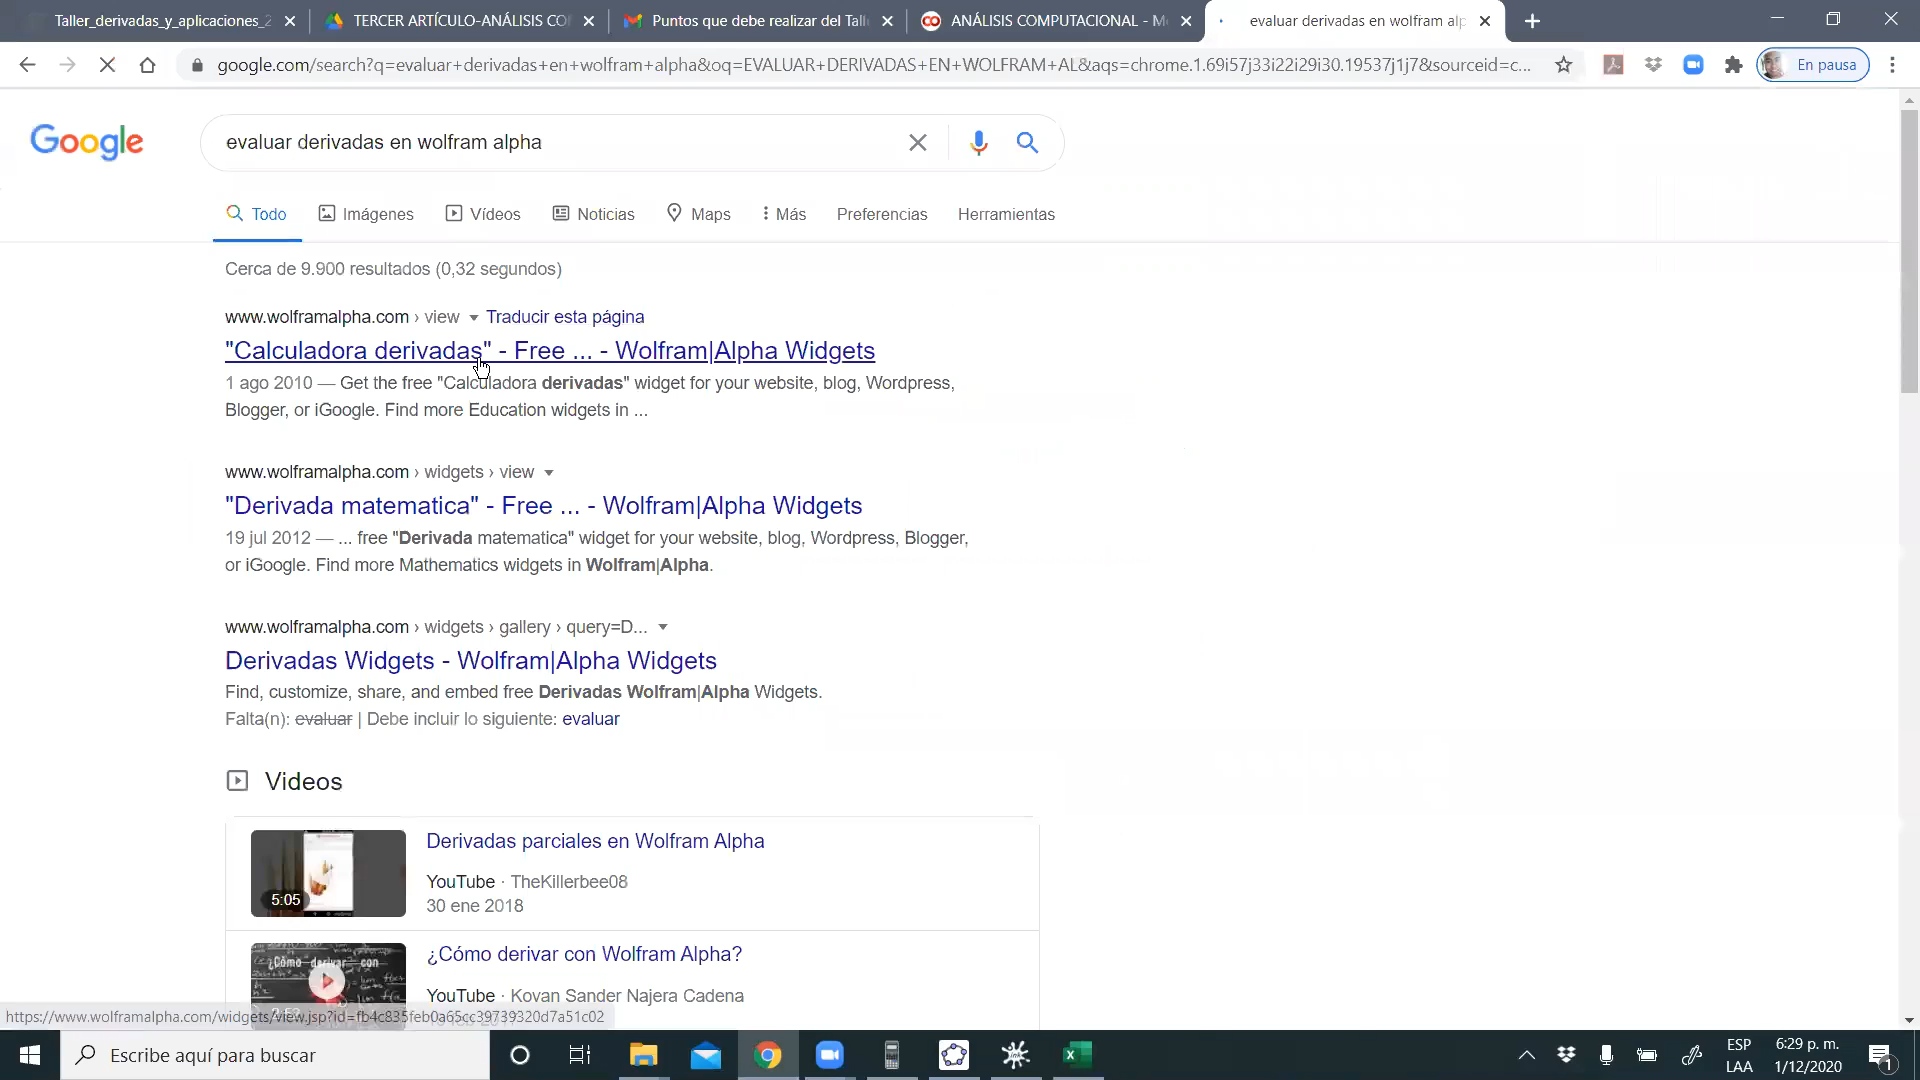 Taller_derivadas_y_aplicaciones_2
TERCER ARTÍCULO-ANÁLISIS CO
Puntos que debe realizar del Tall
ANÁLISIS COMPUTACIONAL - M
evaluar derivadas en wolfram alp
google.com/search?q=evaluar+derivadas+en+wolfram+alpha&oq=EVALUAR+DERIVADAS+EN+WOLFRAM+AL&aqs=chrome.1.69i57j33i22i29i30.19537j1j7&sourceid=c...
En pausa
Google
evaluar derivadas en wolfram alpha
Todo Imágenes Vídeos Noticias Maps Más Preferencias Herramientas
Cerca de 9.900 resultados (0,32 segundos)
www.wolframalpha.com › view Traducir esta página
"Calculadora derivadas" - Free ... - Wolfram|Alpha Widgets
1 ago 2010 — Get the free "Calculadora derivadas" widget for your website, blog, Wordpress,
Blogger, or iGoogle. Find more Education widgets in ...
www.wolframalpha.com › widgets › view
"Derivada matematica" - Free ... - Wolfram|Alpha Widgets
19 jul 2012 — ... free "Derivada matematica" widget for your website, blog, Wordpress, Blogger,
or iGoogle. Find more Mathematics widgets in Wolfram|Alpha.
www.wolframalpha.com › widgets › gallery › query=D...
Derivadas Widgets - Wolfram|Alpha Widgets
Find, customize, share, and embed free Derivadas Wolfram|Alpha Widgets.
Falta(n): evaluar | Debe incluir lo siguiente: evaluar
Videos
5:05
Derivadas parciales en Wolfram Alpha
YouTube · TheKillerbee08
30 ene 2018
¿Cómo derivar con
¿Cómo derivar con Wolfram Alpha?
YouTube · Kovan Sander Najera Cadena
https://www.wolframalpha.com/widgets/view.jsp?id=fb4c835feb0a65cc39739320d7a51c02
Escribe aquí para buscar
ESP
LAA
6:29 p. m.
1/12/2020
1